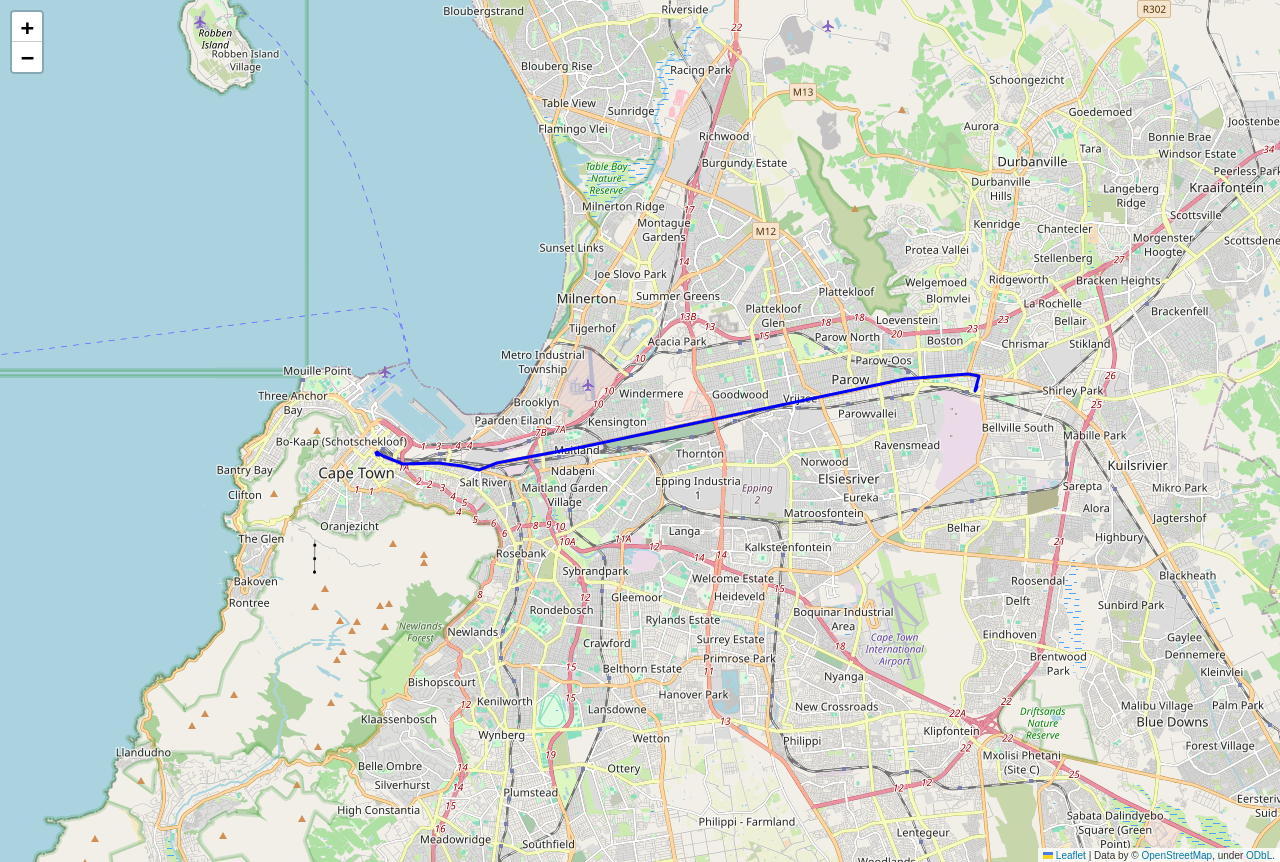 +
−
Robben
Island
Robben Island
Village
Bloubergstrand
Riverside
22
R302
Blouberg Rise
Racing Park
Schoongezicht
M13
Table View
Sunridge
Goedemoed
Flamingo Vlei
Aurora
Joostenbe
Richwood
Bonnie Brae
Tara
Windsor Estate
34
Table Bay
Nature
Reserve
Burgundy Estate
Durbanville
Peerless Park
Durbanville
Hills
Langeberg
Ridge
Kraaifontein
Milnerton Ridge
17
Scottsville
Montague
Gardens
M12
Kenridge
Chantecler
Morgenster
Hoogte
Scottsdene
Sunset Links
Protea Vallei
Stellenberg
27
14
Joe Slovo Park
Welgemoed
Ridgeworth
Bracken Heights
Milnerton
Summer Greens
Plattekloof
Blomvlei
La Rochelle
Plattekloof
Glen
Brackenfell
13B
13
18
18
Loevenstein
23
Bellair
Tijgerhof
15
20
23
Acacia Park
Parow North
Boston
Chrismar
Stikland
Metro Industrial
Township
10
Parow-Oos
26
Mouille Point
Parow
Shirley Park
Three Anchor
Bay
10
Windermere
Goodwood
Vrijzee
25
Brooklyn
10
Parowvallei
Paarden Eiland
Kensington
Bellville South
Mabille Park
7B
7A
Bo-Kaap (Schotschekloof)
1
3
4
4
Maitland
Ravensmead
Thornton
Norwood
Kuilsrivier
Bantry Bay
Cape Town
1A
Ndabeni
Salt River
Maitland Garden
Village
Epping Industria
1
Epping
2
Elsiesriver
Sarepta
Mikro Park
Clifton
1
1
2
2
3
4
5
5
Eureka
Matroosfontein
Alora
Jagtershof
Oranjezicht
6
7
8
9
10
Langa
Belhar
Highbury
The Glen
10A
11A
12
14
14
Kalksteenfontein
21
Rosebank
Sybrandpark
Welcome Estate
15
Roosendal
Blackheath
Bakoven
Rontree
8
12
Gleemoor
Heideveld
Delft
Sunbird Park
Rondebosch
Rylands Estate
Boquinar Industrial
Area
Newlands
Forest
Newlands
Crawford
Surrey Estate
18
Cape Town
International
Airport
Eindhoven
Gaylee
15
Belthorn Estate
Primrose Park
Brentwood
Park
Dennemere
11
Nyanga
Kleinvlei
Bishopscourt
12
Kenilworth
15
Hanover Park
22
New Crossroads
Malibu Village
Palm Park
Klaassenbosch
Lansdowne
22A
Driftsands
Nature
Reserve
Blue Downs
13
Klipfontein
22
Wynberg
Wetton
Philippi
22
Forest Village
Llandudno
19
Mxolisi Phetani
(Site C)
Belle Ombre
14
Ottery
25
Silverhurst
14
Plumstead
12
12
Eersteriv
High Constantia
15
Philippi - Farmland
Sabata Dalindyebo
Square (Green
Point)
Suid
Meadowridge
14
Southfield
Lentegeur
Woodlands
Leaflet | Data by © OpenStreetMap, under ODbL.